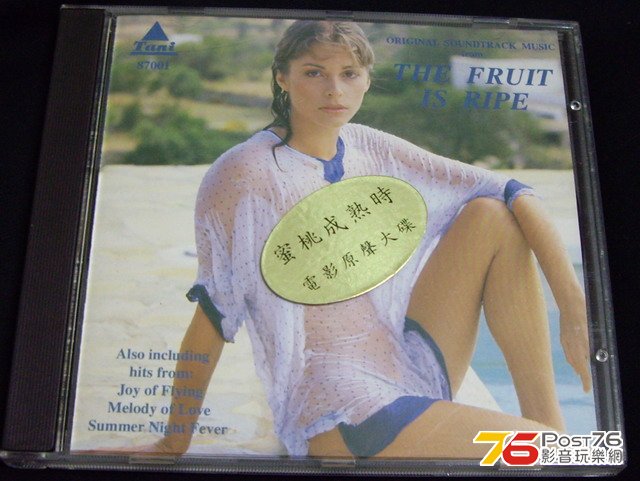 Tani
87001
ORIGINAL SOUNDTRACK MUSIC
from
THE FRUIT
IS RIPE
蜜桃成熟時
電影原聲大碟
Also including
hits from:
Joy of Flying
Melody of Love
Summer Night Fever
76 POST76
影音玩樂網